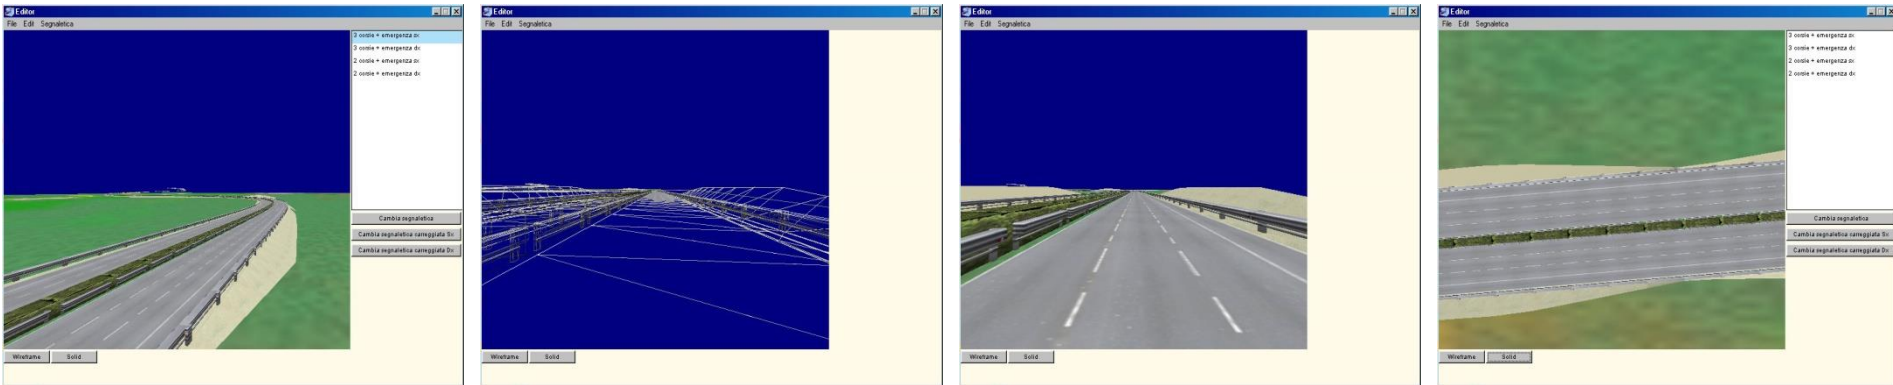 Editor
File Edit Segnaletica
3 corsie + emergenza sx
3 corsie + emergenza dx
2 corsie + emergenza sx
2 corsie + emergenza dx
Cambia segnaletica
Cambia segnaletica carreggiata Sx
Cambia segnaletica carreggiata Dx
Wireframe Solid
Editor
File Edit Segnaletica
Wireframe Solid
Editor
File Edit Segnaletica
Wireframe Solid
Editor
File Edit Segnaletica
3 corsie + emergenza sx
3 corsie + emergenza dx
2 corsie + emergenza sx
2 corsie + emergenza dx
Cambia segnaletica
Cambia segnaletica carreggiata Sx
Cambia segnaletica carreggiata Dx
Wireframe Solid